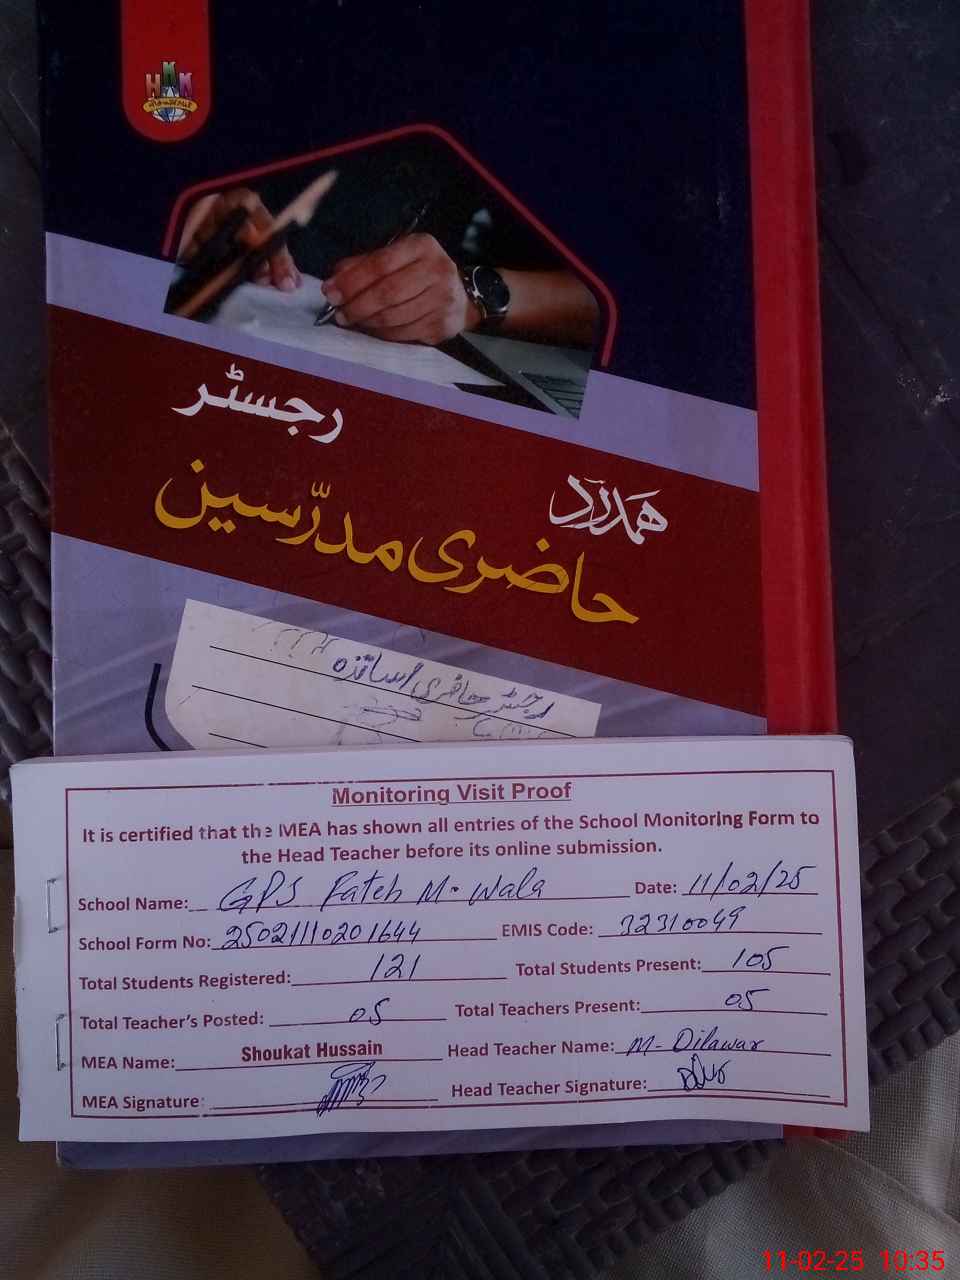 HKK
رجسٹر
ہمدرد
حاضری مدرّسین
رجسٹر حاضری اساتذہ
Monitoring Visit Proof
It is certified that the MEA has shown all entries of the School Monitoring Form to
the Head Teacher before its online submission.
School Name: GPS Fateh M. Wala Date: 11/02/25
School Form No: 25021110201644 EMIS Code: 32310049
Total Students Registered: 121 Total Students Present: 105
Total Teacher's Posted: 05 Total Teachers Present: 05
MEA Name: Shoukat Hussain Head Teacher Name: M- Dilawar
MEA Signature: Head Teacher Signature:
11-02-25 10:35